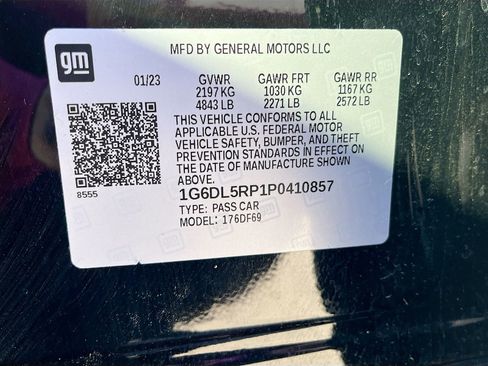 gm
MFD BY GENERAL MOTORS LLC
01/23 GVWR GAWR FRT GAWR RR
2197 KG 1030 KG 1167 KG
4843 LB 2271 LB 2572 LB
THIS VEHICLE CONFORMS TO ALL
APPLICABLE U.S. FEDERAL MOTOR
VEHICLE SAFETY, BUMPER, AND THEFT
PREVENTION STANDARDS IN EFFECT ON
THE DATE OF MANUFACTURE SHOWN
ABOVE.
8555
1G6DL5RP1P0410857
TYPE: PASS CAR
MODEL: 176DF69